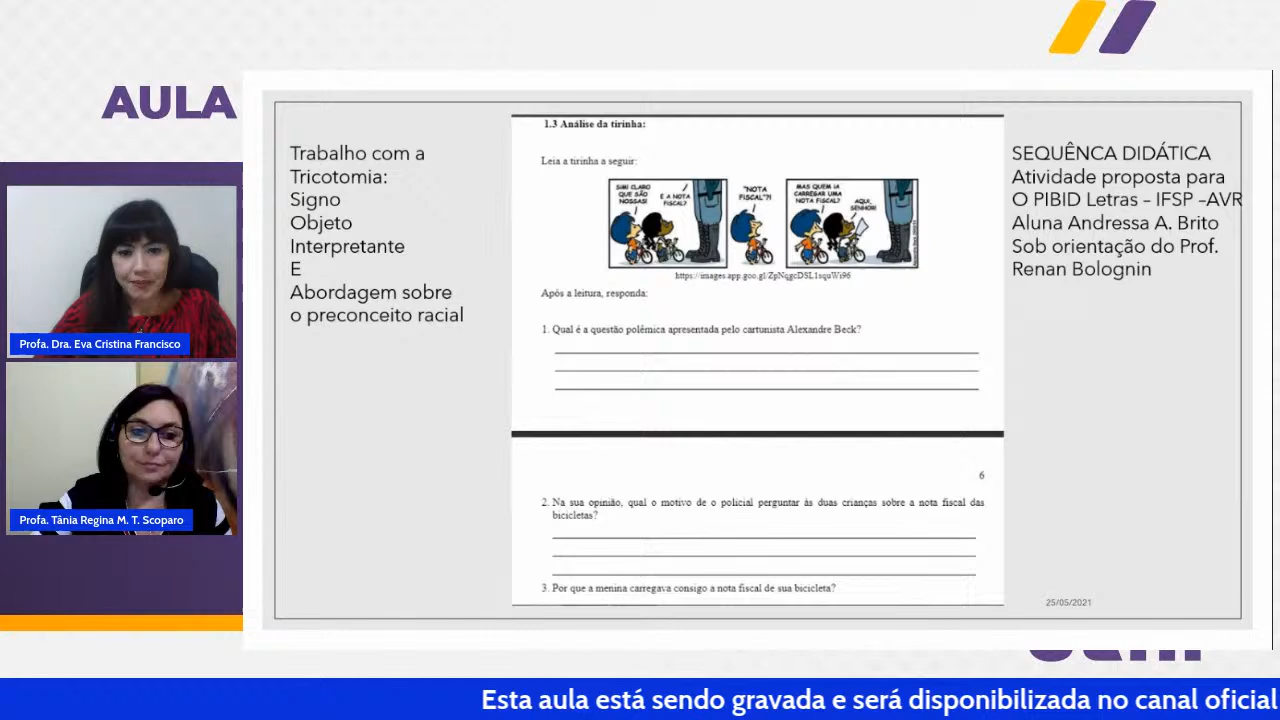 AULA
Trabalho com a
Tricotomia:
Signo
Objeto
Interpretante
E
Abordagem sobre
o preconceito racial
1.3 Análise da tirinha:
Leia a tirinha a seguir:
SIM! CLARO
QUE SÃO
NOSSAS!
E A NOTA
FISCAL?
"NOTA
FISCAL"?!
MAS QUEM IA
CARREGAR UMA
NOTA FISCAL?
AQUI,
SENHOR!
https://images.app.goo.gl/ZpNqgcDSL1squWi96
Após a leitura, responda:
1. Qual é a questão polêmica apresentada pelo cartunista Alexandre Beck?
6
2. Na sua opinião, qual o motivo de o policial perguntar às duas crianças sobre a nota fiscal das
bicicletas?
3. Por que a menina carregava consigo a nota fiscal de sua bicicleta?
SEQUÊNCA DIDÁTICA
Atividade proposta para
O PIBID Letras – IFSP –AVR
Aluna Andressa A. Brito
Sob orientação do Prof.
Renan Bolognin
25/05/2021
Profa. Dra. Eva Cristina Francisco
Profa. Tânia Regina M. T. Scoparo
Esta aula está sendo gravada e será disponibilizada no canal oficial